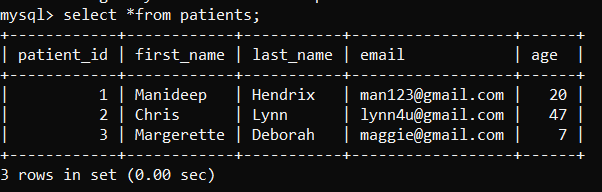 mysql> select *from patients;
+------------+------------+-----------+------------------+------+
| patient_id | first_name | last_name | email            | age  |
+------------+------------+-----------+------------------+------+
|          1 | Manideep   | Hendrix   | man123@gmail.com |   20 |
|          2 | Chris      | Lynn      | lynn4u@gmail.com |   47 |
|          3 | Margerette | Deborah   | maggie@gmail.com |    7 |
+------------+------------+-----------+------------------+------+
3 rows in set (0.00 sec)